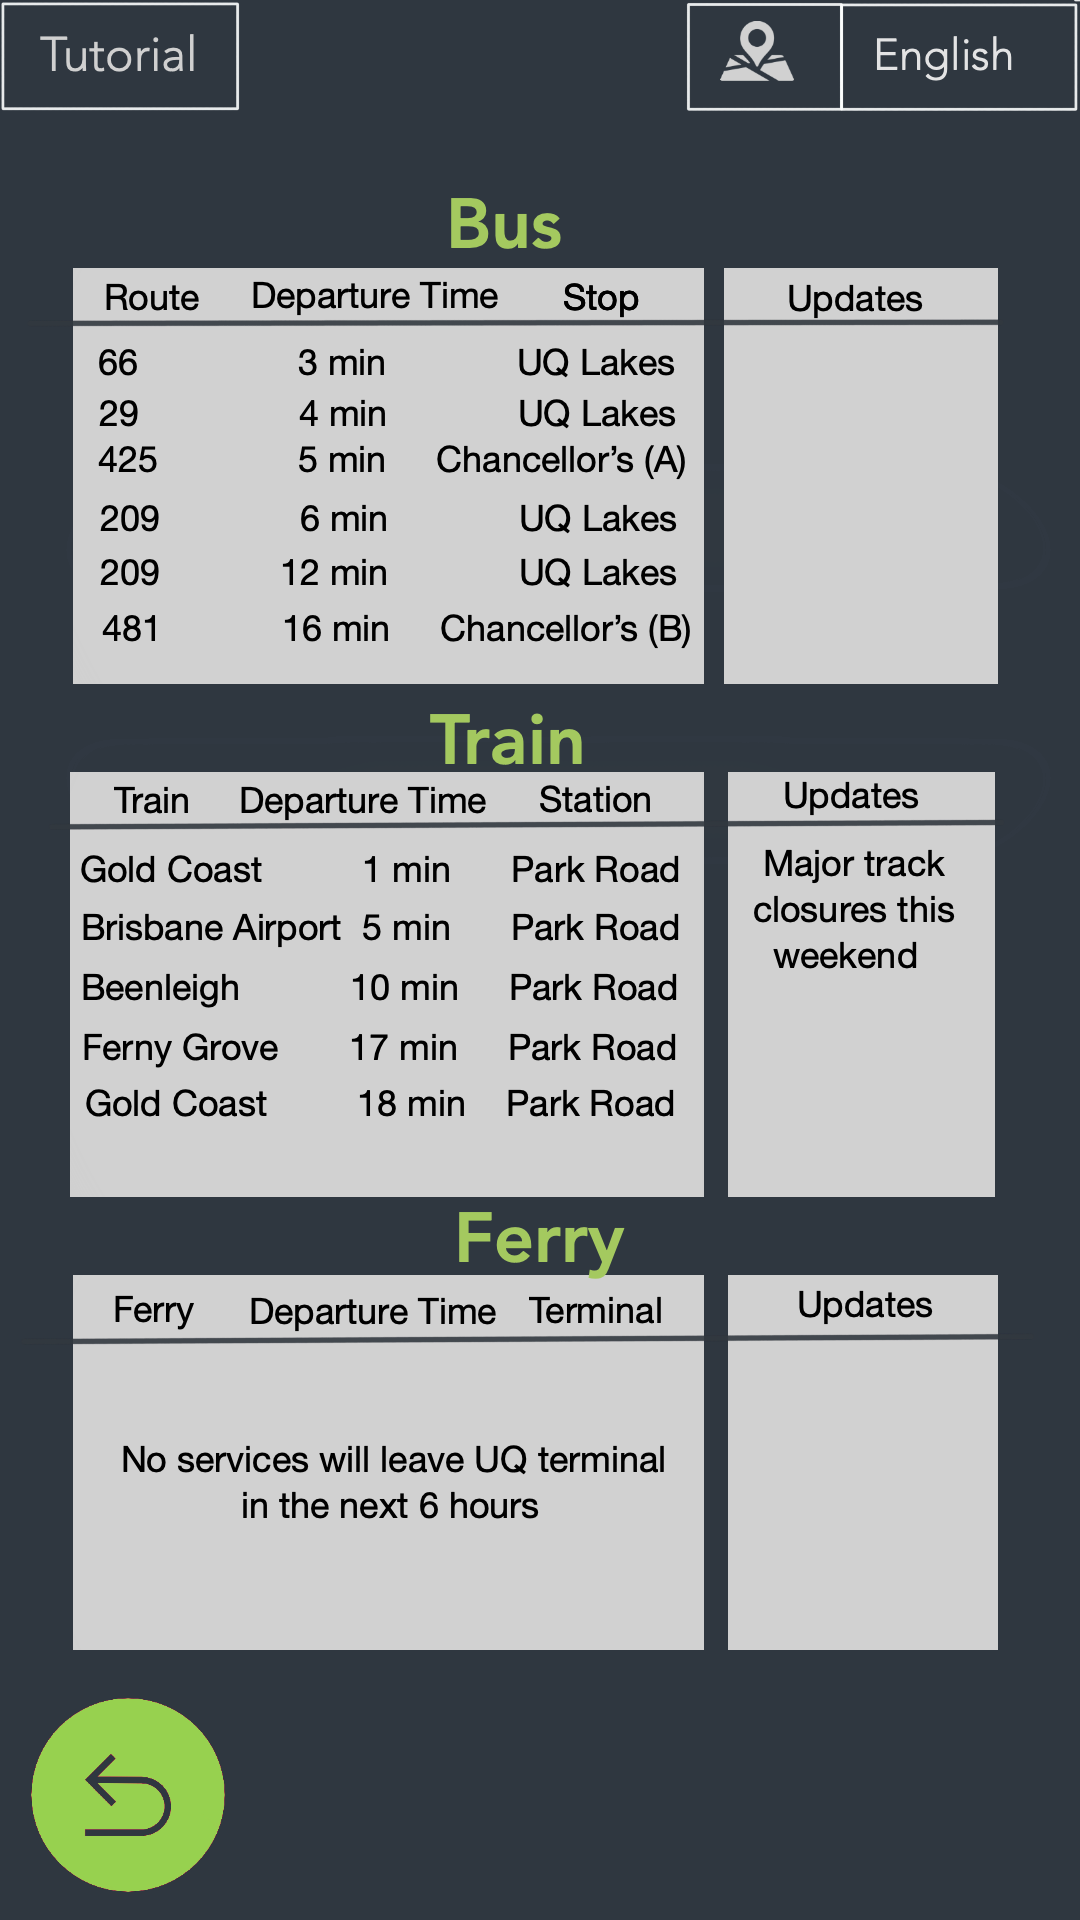 Tutorial
English
Bus
Route Departure Time Stop Updates
66 3 min UQ Lakes
29 4 min UQ Lakes
425 5 min Chancellor’s (A)
209 6 min UQ Lakes
209 12 min UQ Lakes
481 16 min Chancellor’s (B)
Train
Train Departure Time Station Updates
Gold Coast 1 min Park Road
Brisbane Airport 5 min Park Road
Beenleigh 10 min Park Road
Ferny Grove 17 min Park Road
Gold Coast 18 min Park Road
Major track
closures this
weekend
Ferry
Ferry Departure Time Terminal Updates
No services will leave UQ terminal
in the next 6 hours